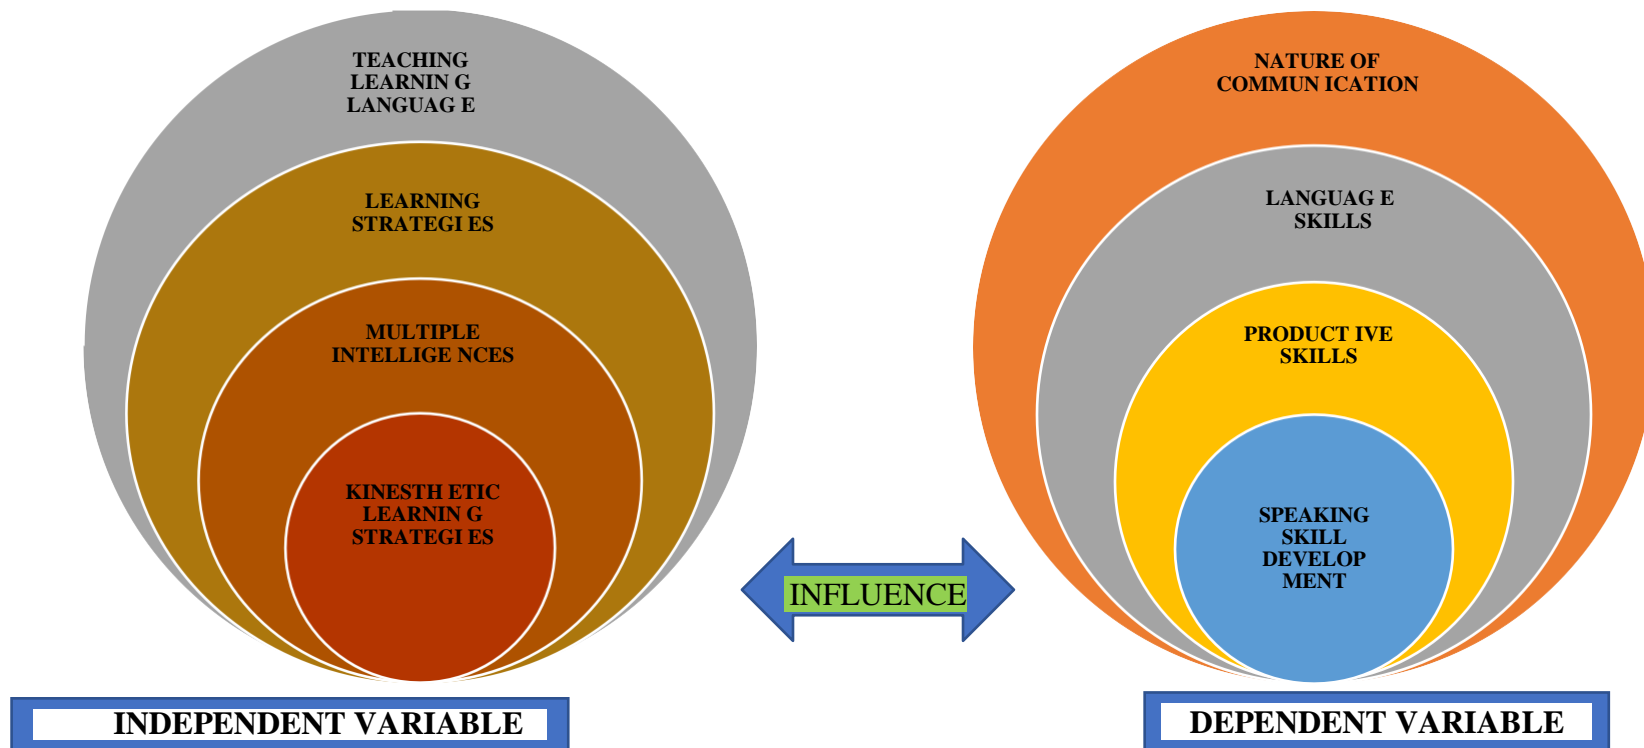 TEACHING
LEARNIN G
LANGUAG E
LEARNING
STRATEGI ES
MULTIPLE
INTELLIGE NCES
KINESTH ETIC
LEARNIN G
STRATEGI ES
INDEPENDENT VARIABLE
INFLUENCE
NATURE OF
COMMUN ICATION
LANGUAG E
SKILLS
PRODUCT IVE
SKILLS
SPEAKING
SKILL
DEVELOP
MENT
DEPENDENT VARIABLE